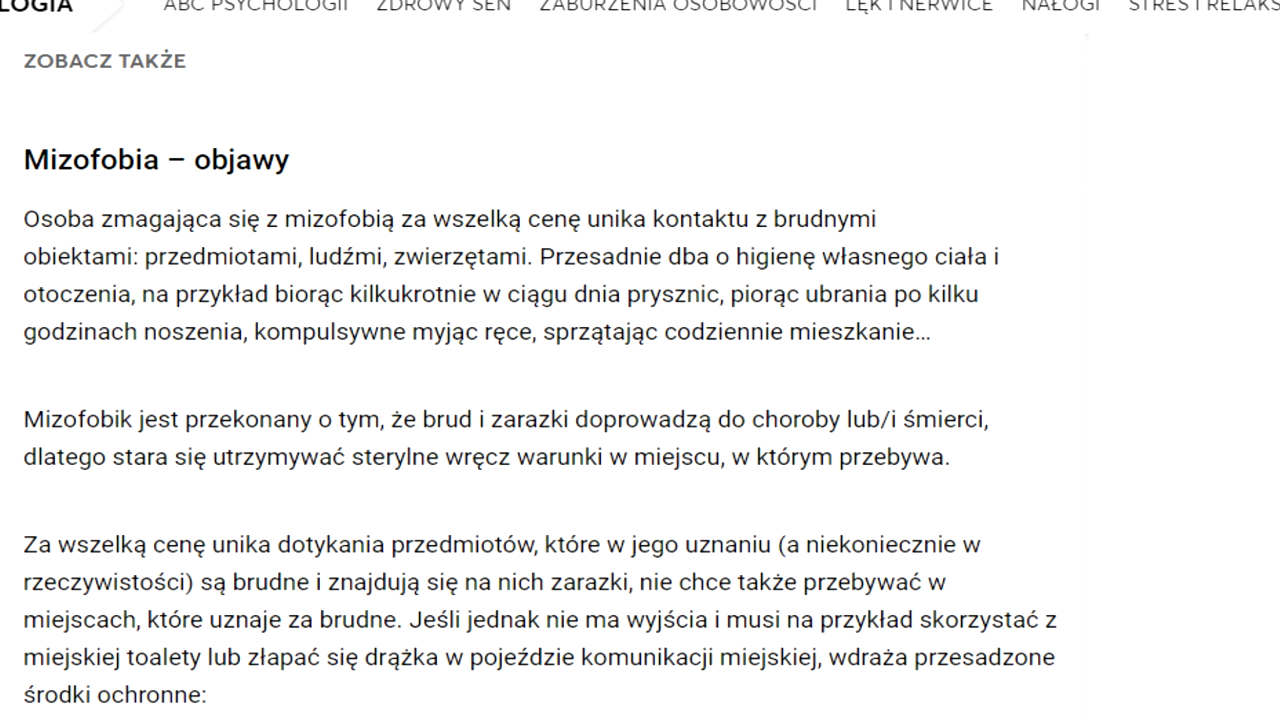 LOGIA ABC PSYCHOLOGII ZDROWY SEN ZABURZENIA OSOBOWOŚCI LĘK I NERWICE NAŁOGI STRES I RELAKS
ZOBACZ TAKŻE
Mizofobia – objawy
Osoba zmagająca się z mizofobią za wszelką cenę unika kontaktu z brudnymi
obiektami: przedmiotami, ludźmi, zwierzętami. Przesadnie dba o higienę własnego ciała i
otoczenia, na przykład biorąc kilkukrotnie w ciągu dnia prysznic, piorąc ubrania po kilku
godzinach noszenia, kompulsywne myjąc ręce, sprzątając codziennie mieszkanie…
Mizofobik jest przekonany o tym, że brud i zarazki doprowadzą do choroby lub/i śmierci,
dlatego stara się utrzymywać sterylne wręcz warunki w miejscu, w którym przebywa.
Za wszelką cenę unika dotykania przedmiotów, które w jego uznaniu (a niekoniecznie w
rzeczywistości) są brudne i znajdują się na nich zarazki, nie chce także przebywać w
miejscach, które uznaje za brudne. Jeśli jednak nie ma wyjścia i musi na przykład skorzystać z
miejskiej toalety lub złapać się drążka w pojeździe komunikacji miejskiej, wdraża przesadzone
środki ochronne: